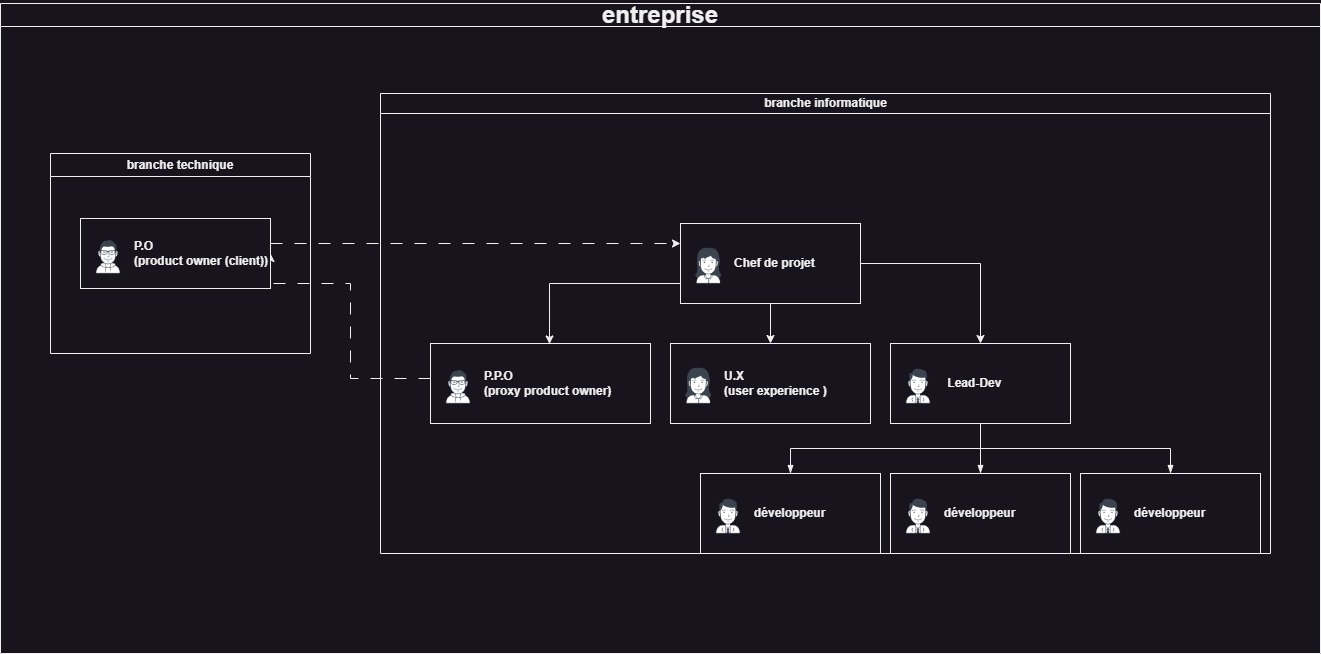 entreprise
branche informatique
branche technique
P.O
(product owner (client))
Chef de projet
P.P.O
(proxy product owner)
U.X
(user experience )
Lead-Dev
développeur
développeur
développeur